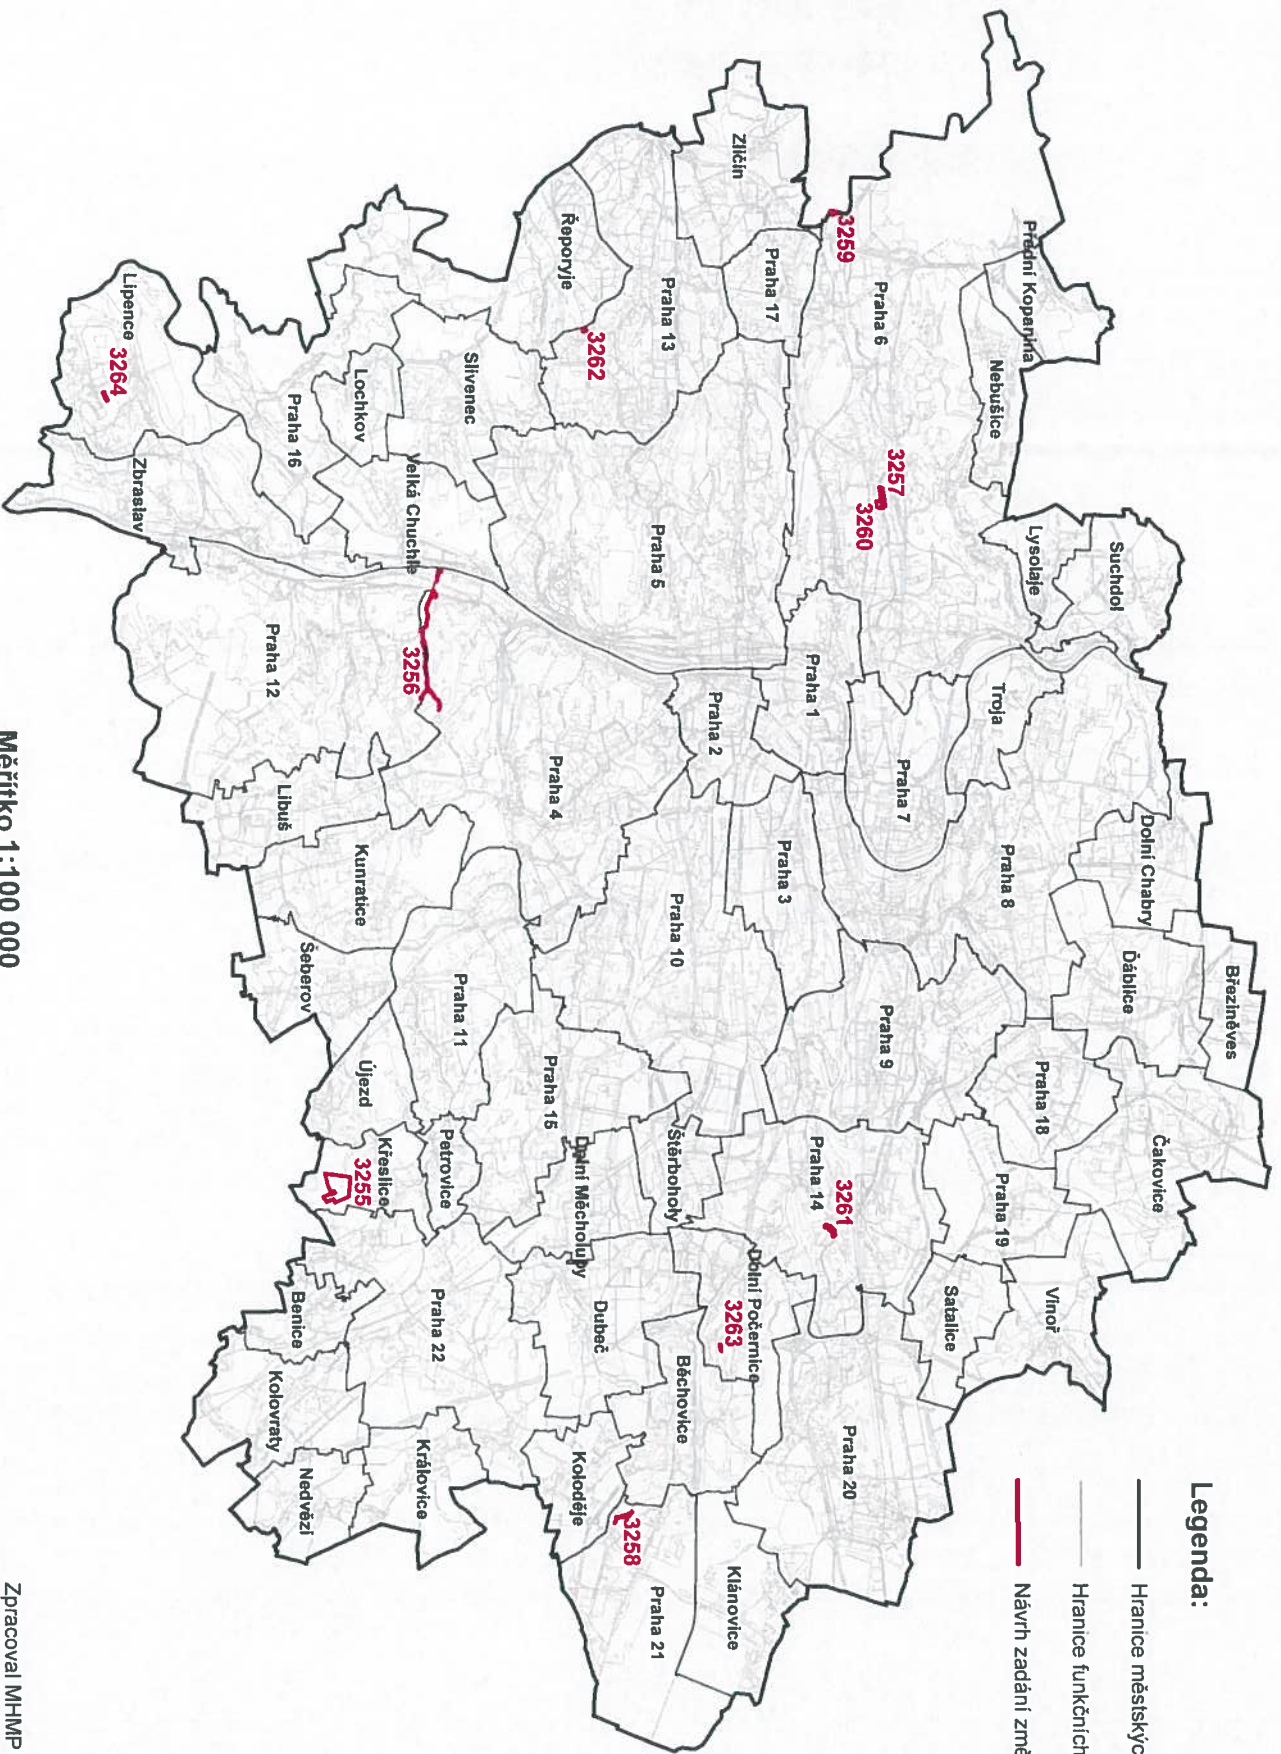 Legenda:
Hranice městských
Hranice funkčních
Návrh zadání změ
Březiněves
Dolní Chabry
Ďáblice
Čakovice
Suchdol
Lysolaje
Přední Kopanina
Nebušice
Troja
Praha 8
Praha 18
Praha 19
Vinoř
Satalice
Praha 6
3259
3257
3260
Praha 7
Praha 9
Praha 1
Praha 3
Praha 14
3261
Praha 20
Zličín
Praha 17
Praha 2
Dolní Počernice
3263
Klánovice
Praha 13
Praha 5
Praha 10
Štěrboholy
Běchovice
Praha 21
3258
Řeporyje
3262
Praha 4
Praha 15
Dolní Měcholupy
Dubeč
Koloděje
Slivenec
Velká Chuchle
3256
Praha 11
Petrovice
Praha 22
Královice
Lochkov
Kunratice
Újezd
Křeslice
3255
Praha 16
Praha 12
Libuš
Šeberov
Benice
Kolovraty
Nedvězí
Lipence
3264
Zbraslav
Měřítko 1:100 000
Zpracoval MHMP